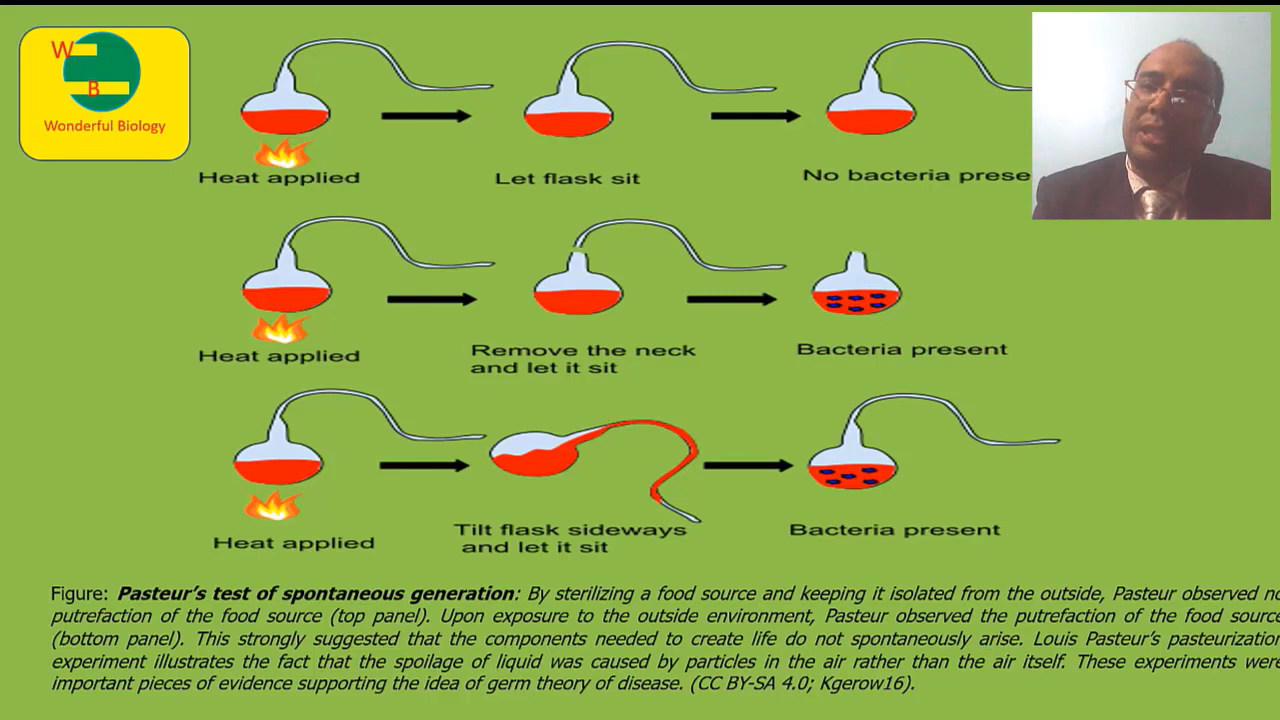 W
B
Wonderful Biology
Heat applied
Let flask sit
No bacteria prese
Heat applied
Remove the neck
and let it sit
Bacteria present
Heat applied
Tilt flask sideways
and let it sit
Bacteria present
Figure: Pasteur's test of spontaneous generation: By sterilizing a food source and keeping it isolated from the outside, Pasteur observed no
putrefaction of the food source (top panel). Upon exposure to the outside environment, Pasteur observed the putrefaction of the food source
(bottom panel). This strongly suggested that the components needed to create life do not spontaneously arise. Louis Pasteur's pasteurization
experiment illustrates the fact that the spoilage of liquid was caused by particles in the air rather than the air itself. These experiments were
important pieces of evidence supporting the idea of germ theory of disease. (CC BY-SA 4.0; Kgerow16).